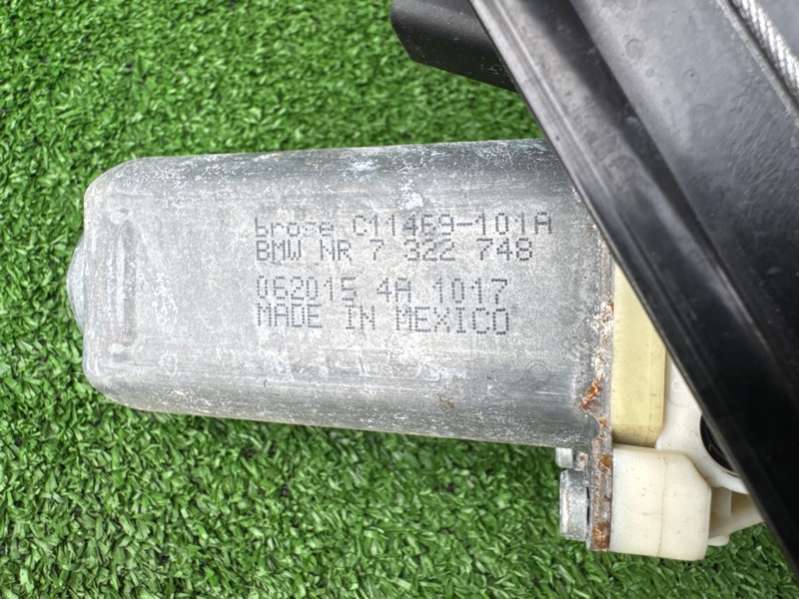 brose C11469-101A
BMW NR 7 322 748
062015 4A 1017
MADE IN MEXICO